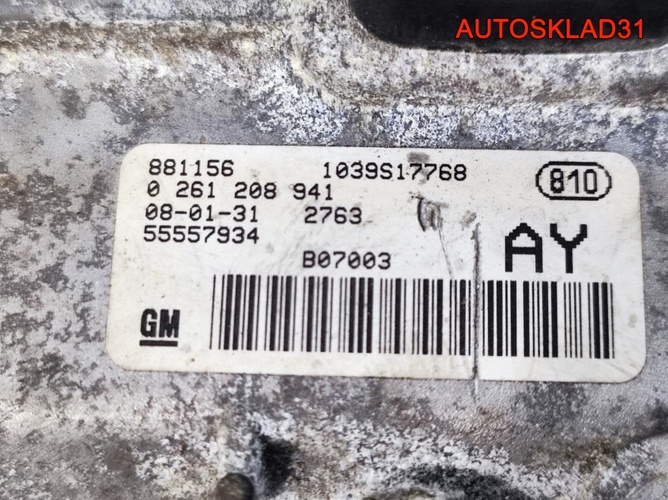 AUTOSKLAD31
881156 1039S17768 810
0 261 208 941
08-01-31 2763
55557934 AY
B07003
GM